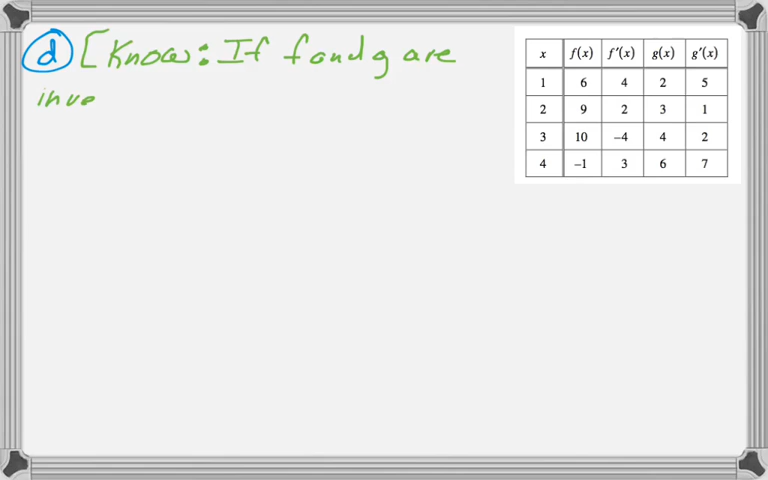 d [Know: If f and g are
inve
x f(x) f′(x) g(x) g′(x)
1 6 4 2 5
2 9 2 3 1
3 10 –4 4 2
4 –1 3 6 7